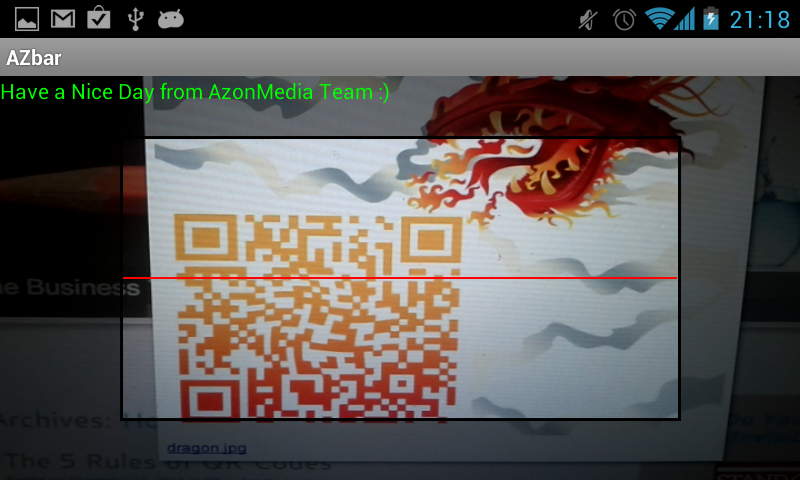 21:18
AZbar
Have a Nice Day from AzonMedia Team :)
e Business
Archives: Ho
dragon.jpg
The 5 Rules of QR Codes